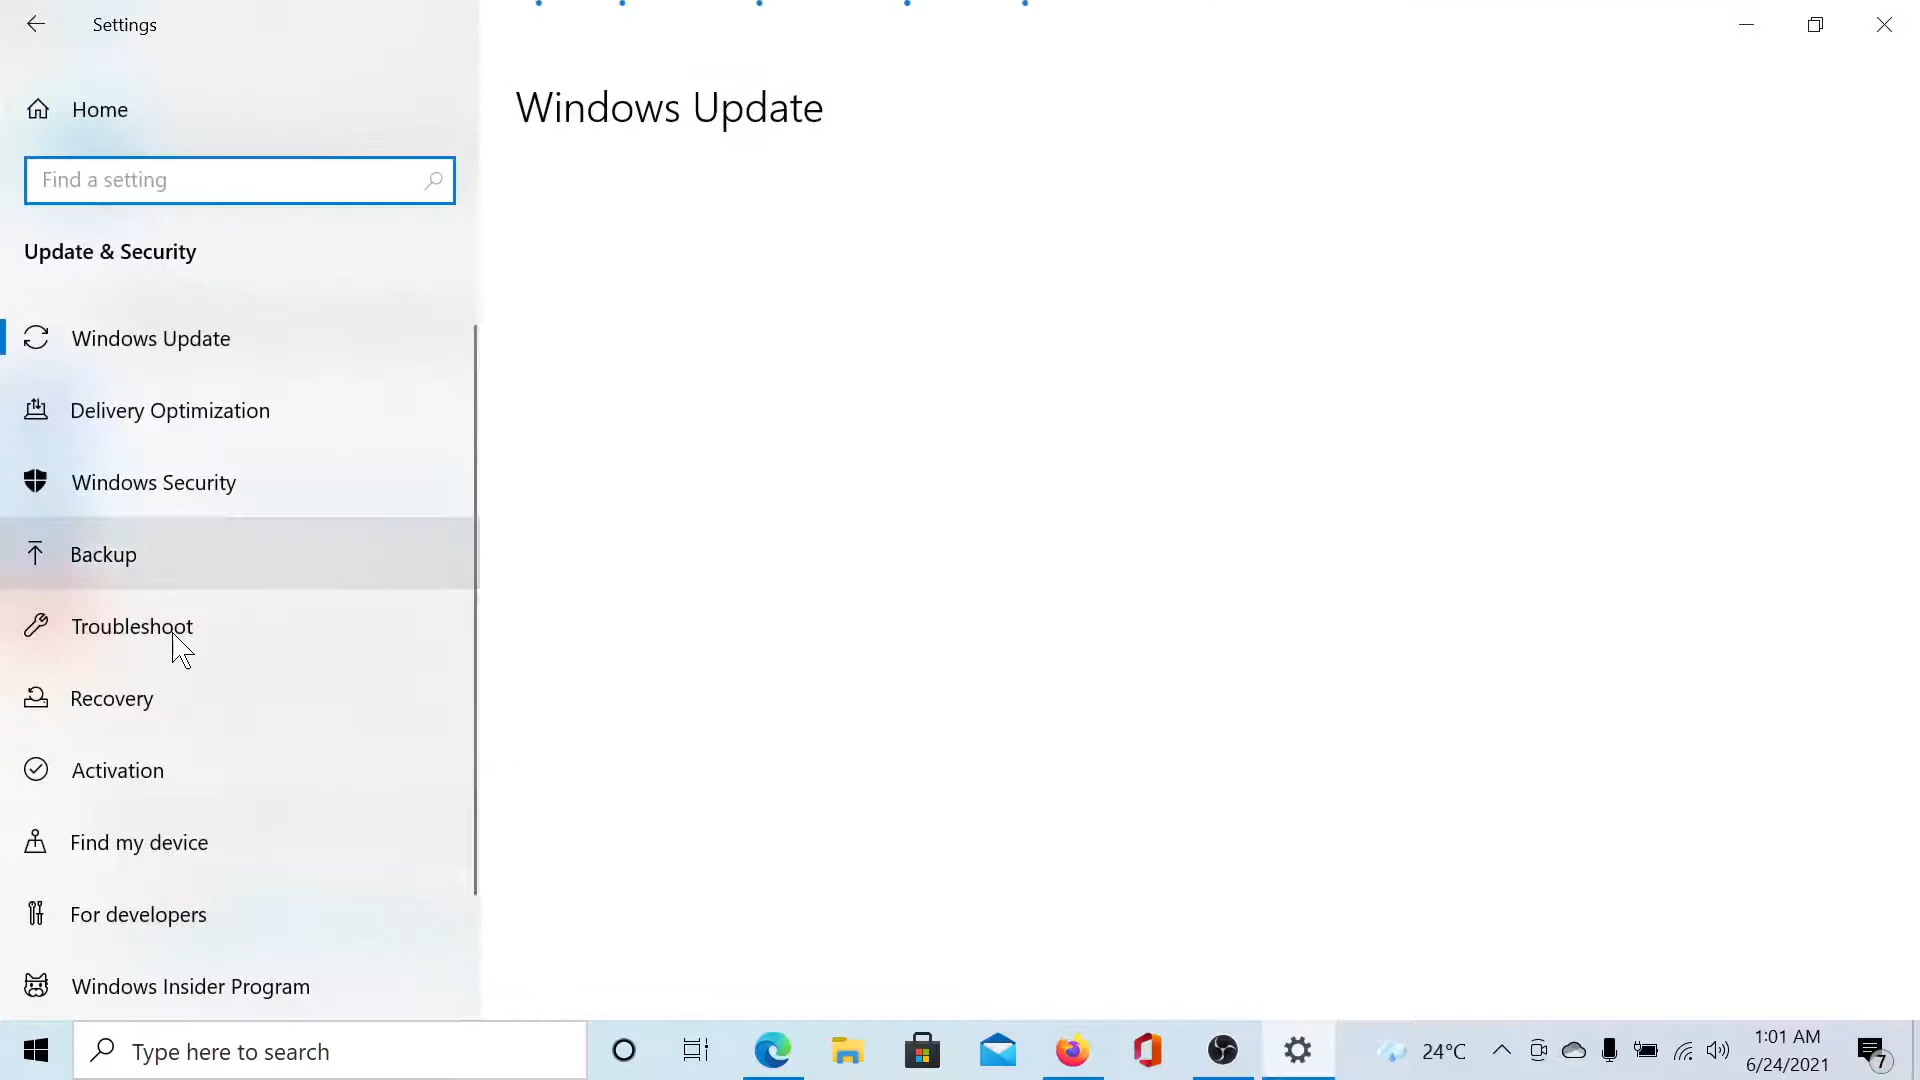 Settings
Home
Find a setting
Update & Security
Windows Update
Delivery Optimization
Windows Security
Backup
Troubleshoot
Recovery
Activation
Find my device
For developers
Windows Insider Program
Windows Update
Type here to search
24°C
1:01 AM
6/24/2021
7